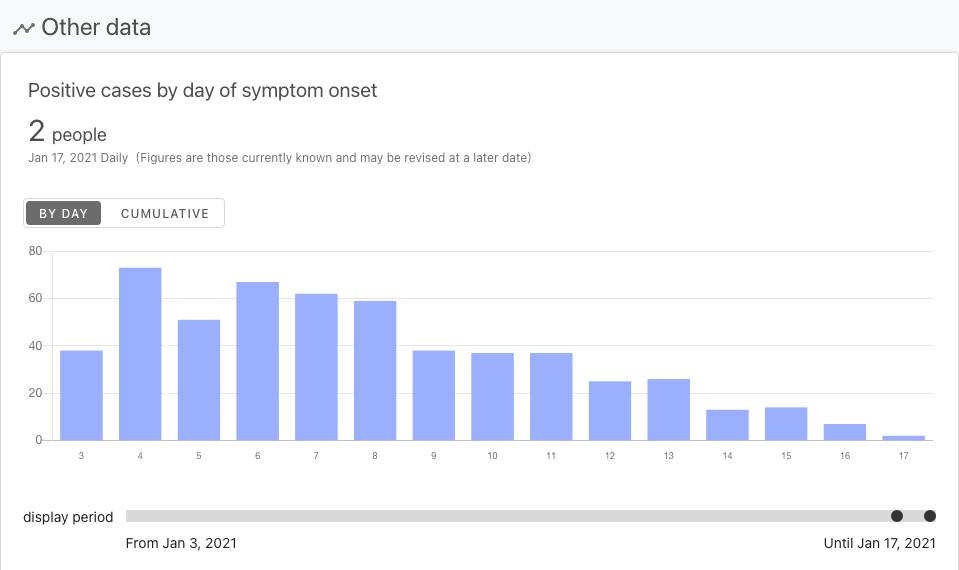 Other data
Positive cases by day of symptom onset
2 people
Jan 17, 2021 Daily (Figures are those currently known and may be revised at a later date)
BY DAY CUMULATIVE
80
60
40
20
0
3 4 5 6 7 8 9 10 11 12 13 14 15 16 17
display period
From Jan 3, 2021 Until Jan 17, 2021